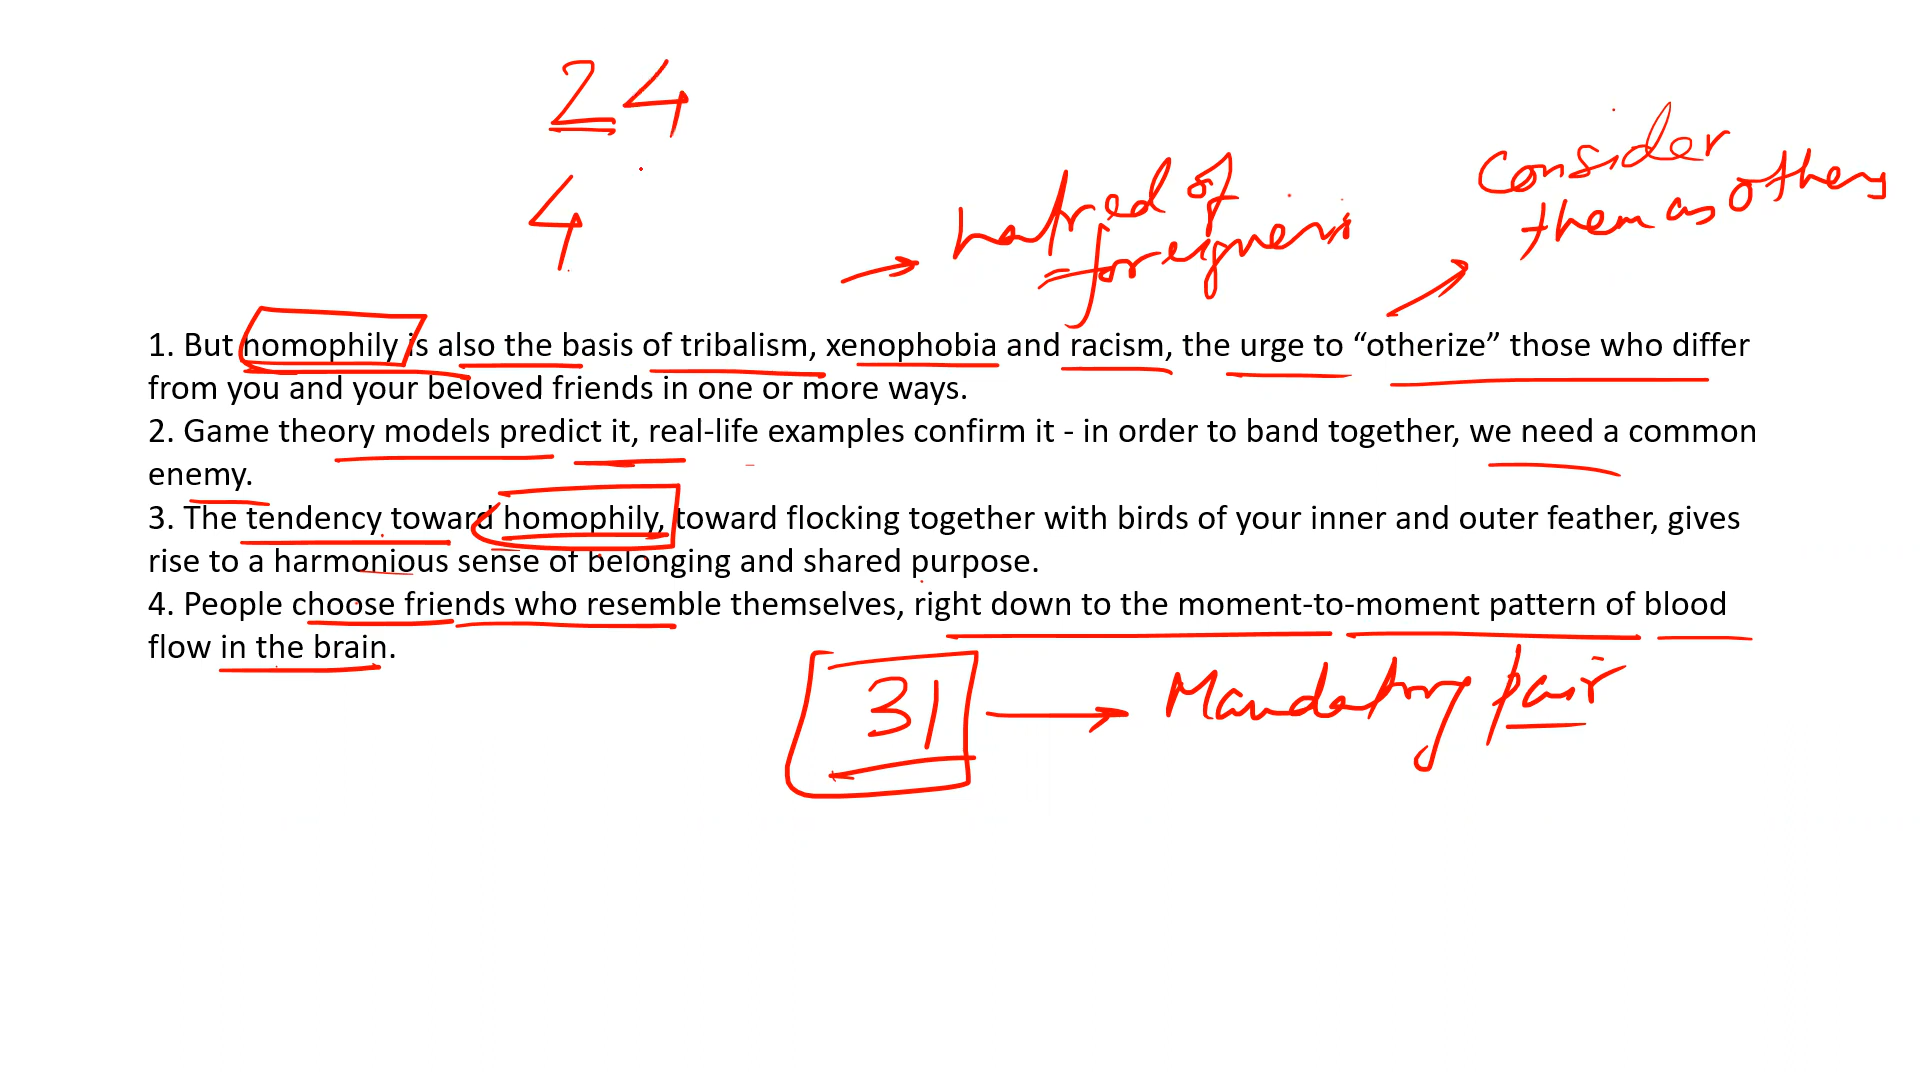 24
4
hatred of
foreigners
Consider
them as others
1. But homophily is also the basis of tribalism, xenophobia and racism, the urge to “otherize” those who differ
from you and your beloved friends in one or more ways.
2. Game theory models predict it, real-life examples confirm it - in order to band together, we need a common
enemy.
3. The tendency toward homophily, toward flocking together with birds of your inner and outer feather, gives
rise to a harmonious sense of belonging and shared purpose.
4. People choose friends who resemble themselves, right down to the moment-to-moment pattern of blood
flow in the brain.
31 → Mandatory pair